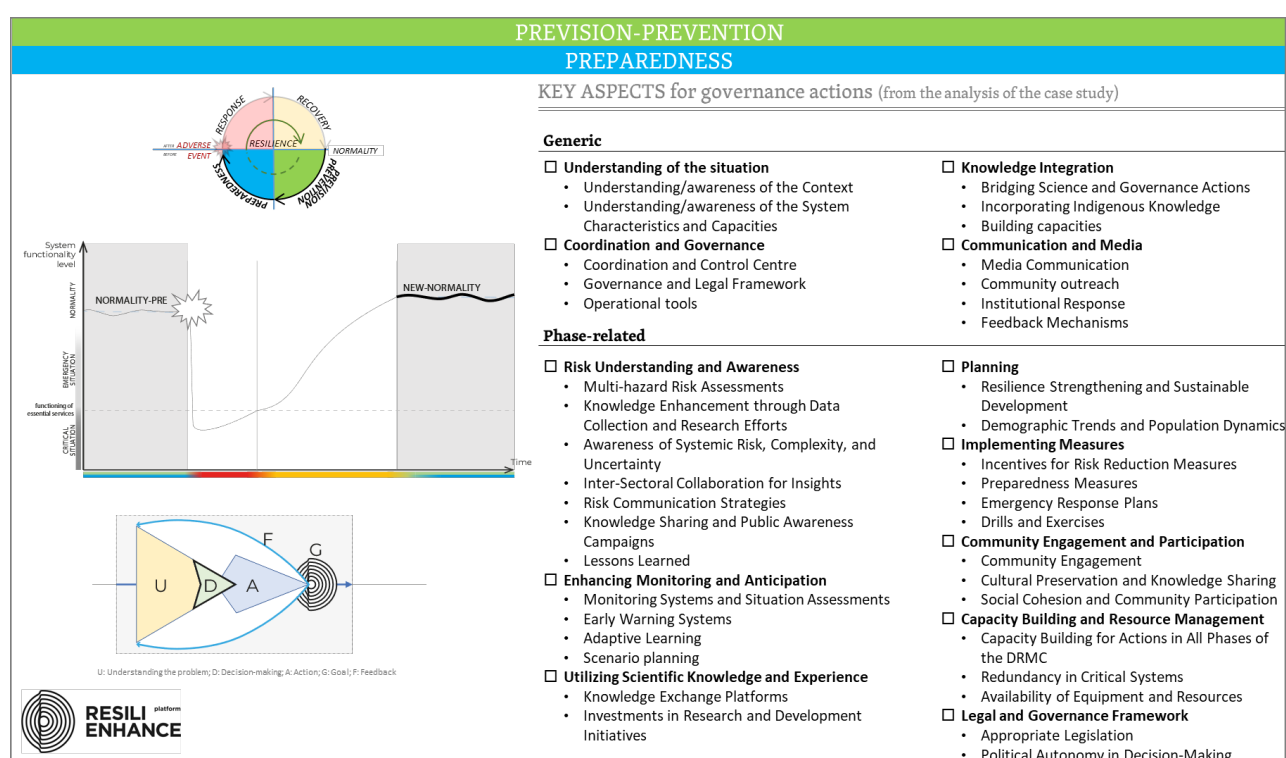 PREVISION-PREVENTION
PREPAREDNESS
RESPONSE
RECOVERY
AFTER
BEFORE
ADVERSE
EVENT
RESILIENCE
NORMALITY
PREPAREDNESS
PREVISION
PREVENTION
System
functionality
level
NORMALITY
EMERGENCY
SITUATION
functioning of
essential services
CRITICAL
SITUATION
NORMALITY-PRE
NEW-NORMALITY
Time
U
D
A
F
G
U: Understanding the problem; D: Decision-making; A: Action; G: Goal; F: Feedback
RESILI platform
ENHANCE
KEY ASPECTS for governance actions (from the analysis of the case study)
Generic
☐ Understanding of the situation
• Understanding/awareness of the Context
• Understanding/awareness of the System
Characteristics and Capacities
☐ Coordination and Governance
• Coordination and Control Centre
• Governance and Legal Framework
• Operational tools
☐ Knowledge Integration
• Bridging Science and Governance Actions
• Incorporating Indigenous Knowledge
• Building capacities
☐ Communication and Media
• Media Communication
• Community outreach
• Institutional Response
• Feedback Mechanisms
Phase-related
☐ Risk Understanding and Awareness
• Multi-hazard Risk Assessments
• Knowledge Enhancement through Data
Collection and Research Efforts
• Awareness of Systemic Risk, Complexity, and
Uncertainty
• Inter-Sectoral Collaboration for Insights
• Risk Communication Strategies
• Knowledge Sharing and Public Awareness
Campaigns
• Lessons Learned
☐ Enhancing Monitoring and Anticipation
• Monitoring Systems and Situation Assessments
• Early Warning Systems
• Adaptive Learning
• Scenario planning
☐ Utilizing Scientific Knowledge and Experience
• Knowledge Exchange Platforms
• Investments in Research and Development
Initiatives
☐ Planning
• Resilience Strengthening and Sustainable
Development
• Demographic Trends and Population Dynamics
☐ Implementing Measures
• Incentives for Risk Reduction Measures
• Preparedness Measures
• Emergency Response Plans
• Drills and Exercises
☐ Community Engagement and Participation
• Community Engagement
• Cultural Preservation and Knowledge Sharing
• Social Cohesion and Community Participation
☐ Capacity Building and Resource Management
• Capacity Building for Actions in All Phases of
the DRMC
• Redundancy in Critical Systems
• Availability of Equipment and Resources
☐ Legal and Governance Framework
• Appropriate Legislation
• Political Autonomy in Decision-Making